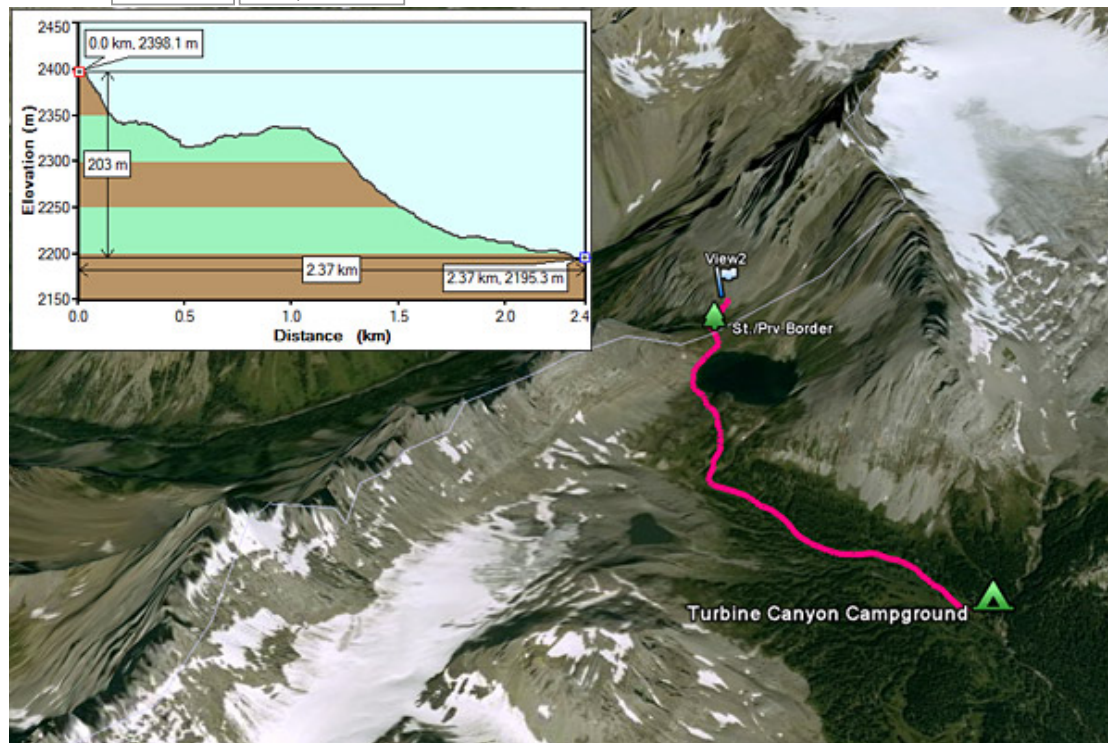 2450
0.0 km, 2398.1 m
2400
2350
2300
2250
2200
2150
Elevation (m)
203 m
2.37 km
2.37 km, 2195.3 m
0.0 0.5 1.0 1.5 2.0 2.4
Distance (km)
View2
St./Prv Border
Turbine Canyon Campground